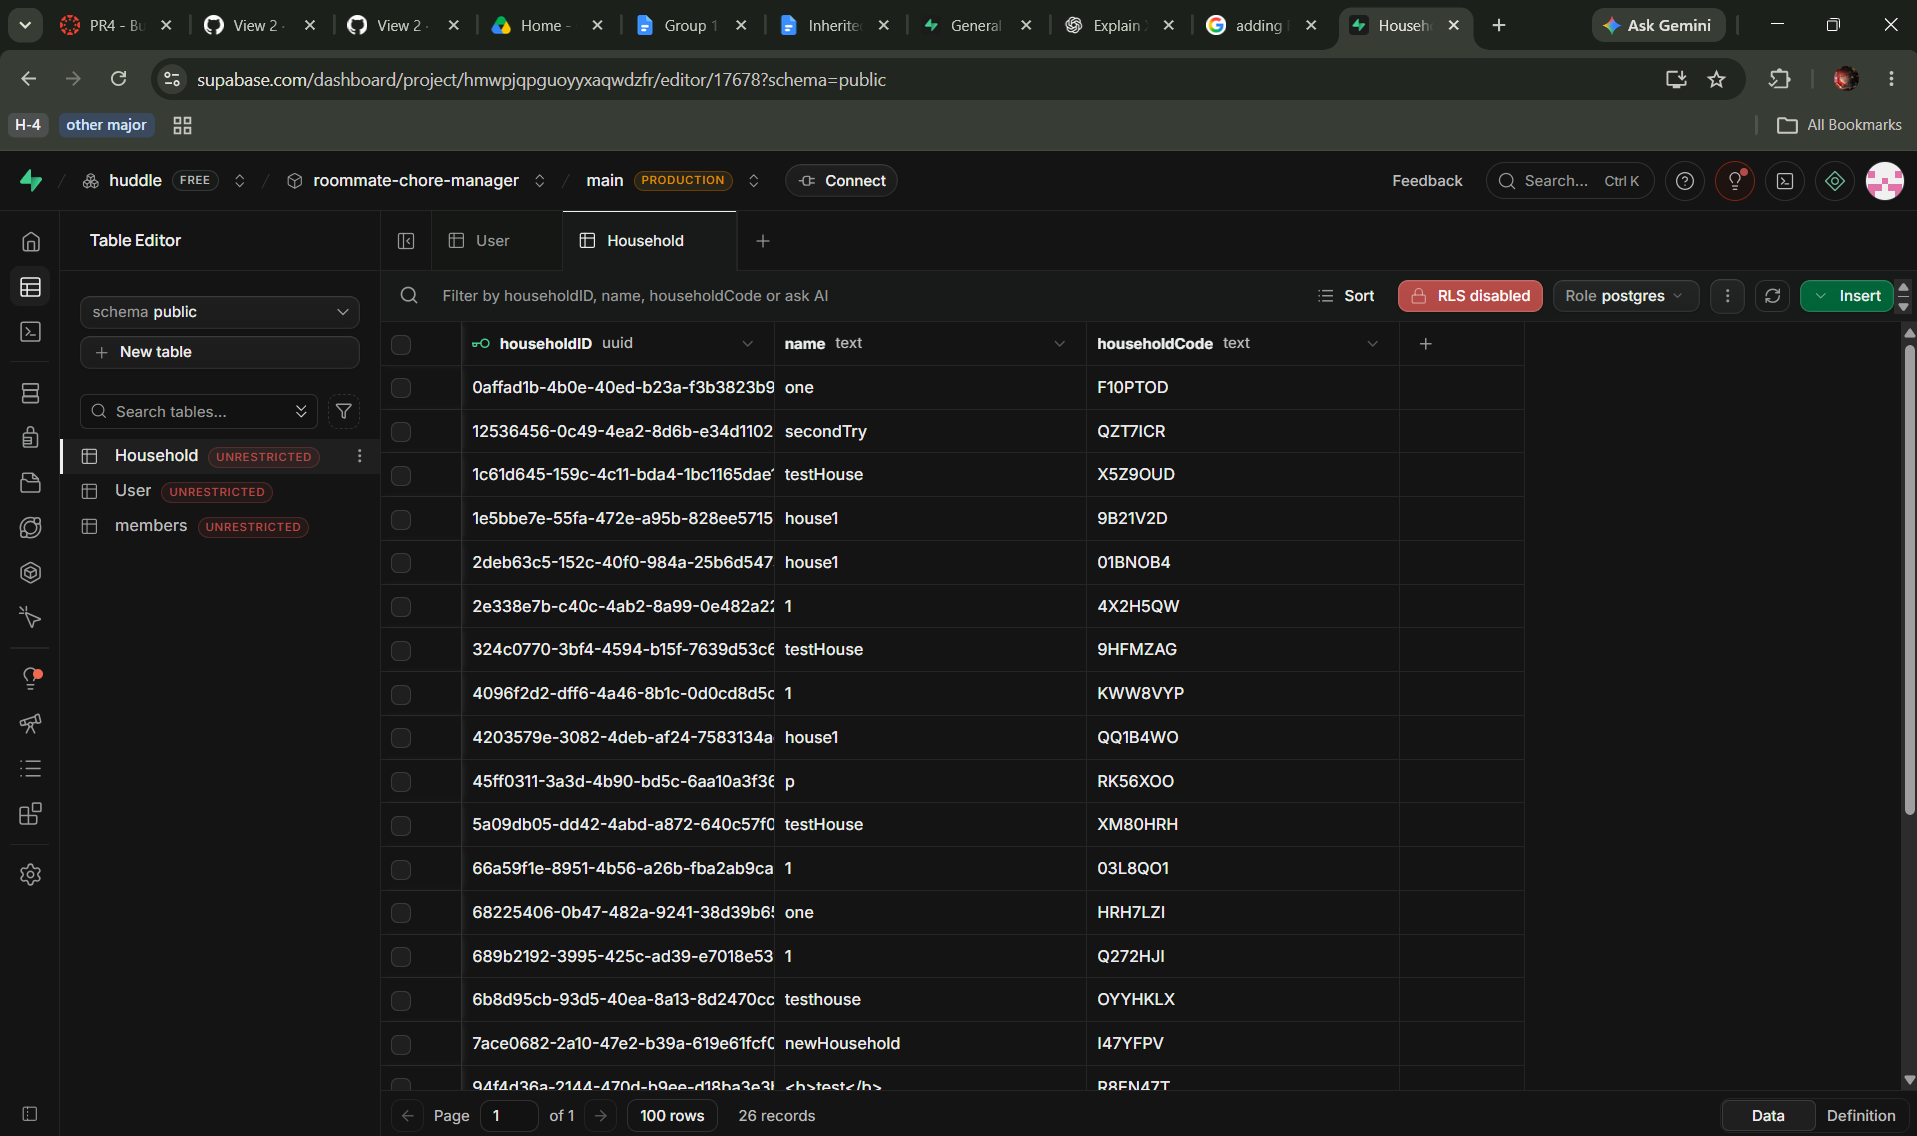 PR4 - Bu
View 2 -
View 2 -
Home -
Group 1
Inherite
General
Explain
adding
Househ
Ask Gemini
supabase.com/dashboard/project/hmwpjqpguoyyxaqwdzfr/editor/17678?schema=public
H-4
other major
All Bookmarks
huddle FREE
roommate-chore-manager
main PRODUCTION
Connect
Feedback
Search... Ctrl K
Table Editor
User
Household
schema public
New table
Search tables...
Household UNRESTRICTED
User UNRESTRICTED
members UNRESTRICTED
Filter by householdID, name, householdCode or ask AI
Sort
RLS disabled
Role postgres
Insert
householdID uuid name text householdCode text
0affad1b-4b0e-40ed-b23a-f3b3823b9 one F10PTOD
12536456-0c49-4ea2-8d6b-e34d1102 secondTry QZT7ICR
1c61d645-159c-4c11-bda4-1bc1165dae testHouse X5Z9OUD
1e5bbe7e-55fa-472e-a95b-828ee5715 house1 9B21V2D
2deb63c5-152c-40f0-984a-25b6d547 house1 01BNOB4
2e338e7b-c40c-4ab2-8a99-0e482a22 1 4X2H5QW
324c0770-3bf4-4594-b15f-7639d53c6 testHouse 9HFMZAG
4096f2d2-dff6-4a46-8b1c-0d0cd8d5c 1 KWW8VYP
4203579e-3082-4deb-af24-7583134a house1 QQ1B4WO
45ff0311-3a3d-4b90-bd5c-6aa10a3f36 p RK56XOO
5a09db05-dd42-4abd-a872-640c57f0 testHouse XM80HRH
66a59f1e-8951-4b56-a26b-fba2ab9ca 1 03L8QO1
68225406-0b47-482a-9241-38d39b65 one HRH7LZI
689b2192-3995-425c-ad39-e7018e53 1 Q272HJI
6b8d95cb-93d5-40ea-8a13-8d2470cc testhouse OYYHKLX
7ace0682-2a10-47e2-b39a-619e61fcf0 newHousehold I47YFPV
94f4d36a-2144-470d-b9ee-d18ba3e3b <b>test</b> R8EN47T
Page 1 of 1
100 rows
26 records
Data
Definition